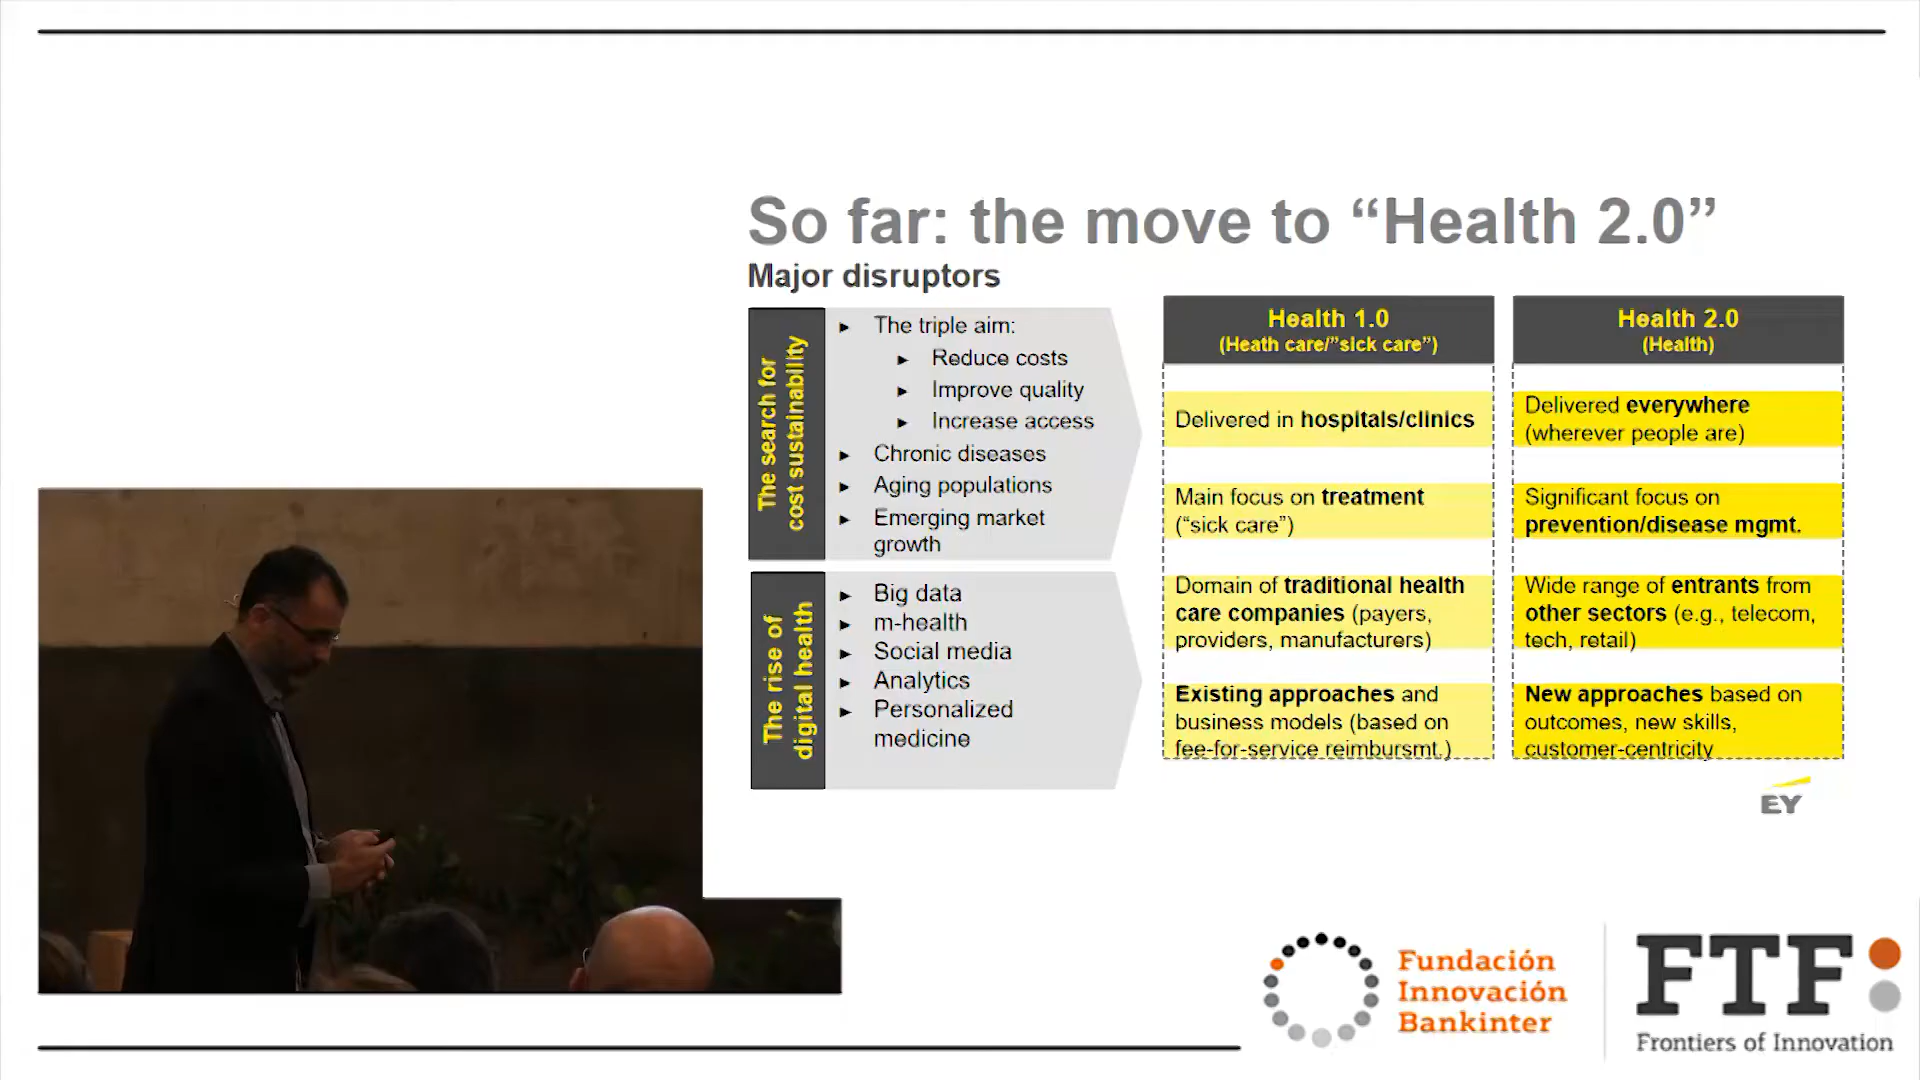 So far: the move to “Health 2.0”
Major disruptors
The search for
cost sustainability
► The triple aim:
► Reduce costs
► Improve quality
► Increase access
► Chronic diseases
► Aging populations
► Emerging market
growth
The rise of
digital health
► Big data
► m-health
► Social media
► Analytics
► Personalized
medicine
Health 1.0
(Heath care/”sick care”)
Delivered in hospitals/clinics
Main focus on treatment
(“sick care”)
Domain of traditional health
care companies (payers,
providers, manufacturers)
Existing approaches and
business models (based on
fee-for-service reimbursmt.)
Health 2.0
(Health)
Delivered everywhere
(wherever people are)
Significant focus on
prevention/disease mgmt.
Wide range of entrants from
other sectors (e.g., telecom,
tech, retail)
New approaches based on
outcomes, new skills,
customer-centricity
EY
Fundación
Innovación
Bankinter
FTF:
Frontiers of Innovation